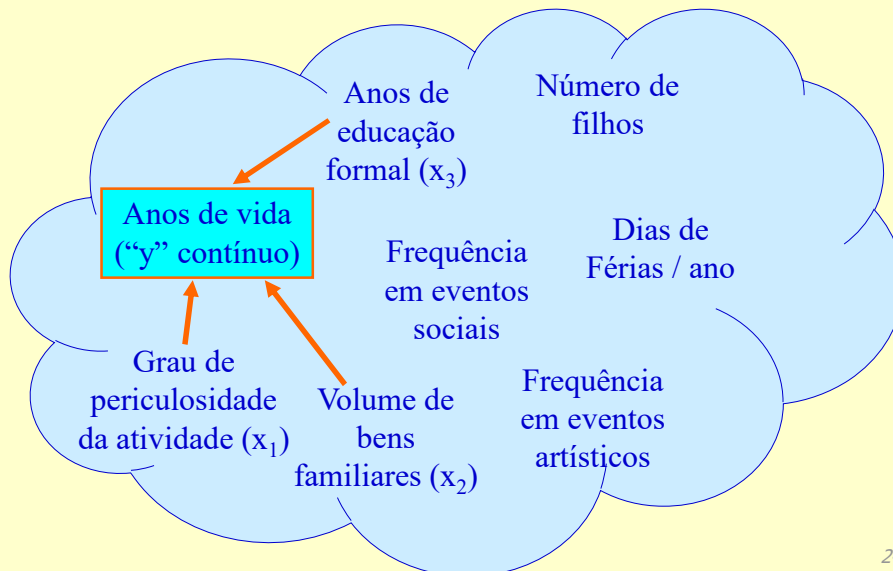 Anos de
educação
formal (x₃)
Número de
filhos
Anos de vida
(“y” contínuo)
Frequência
em eventos
sociais
Dias de
Férias / ano
Grau de
periculosidade
da atividade (x₁)
Volume de
bens
familiares (x₂)
Frequência
em eventos
artísticos
2